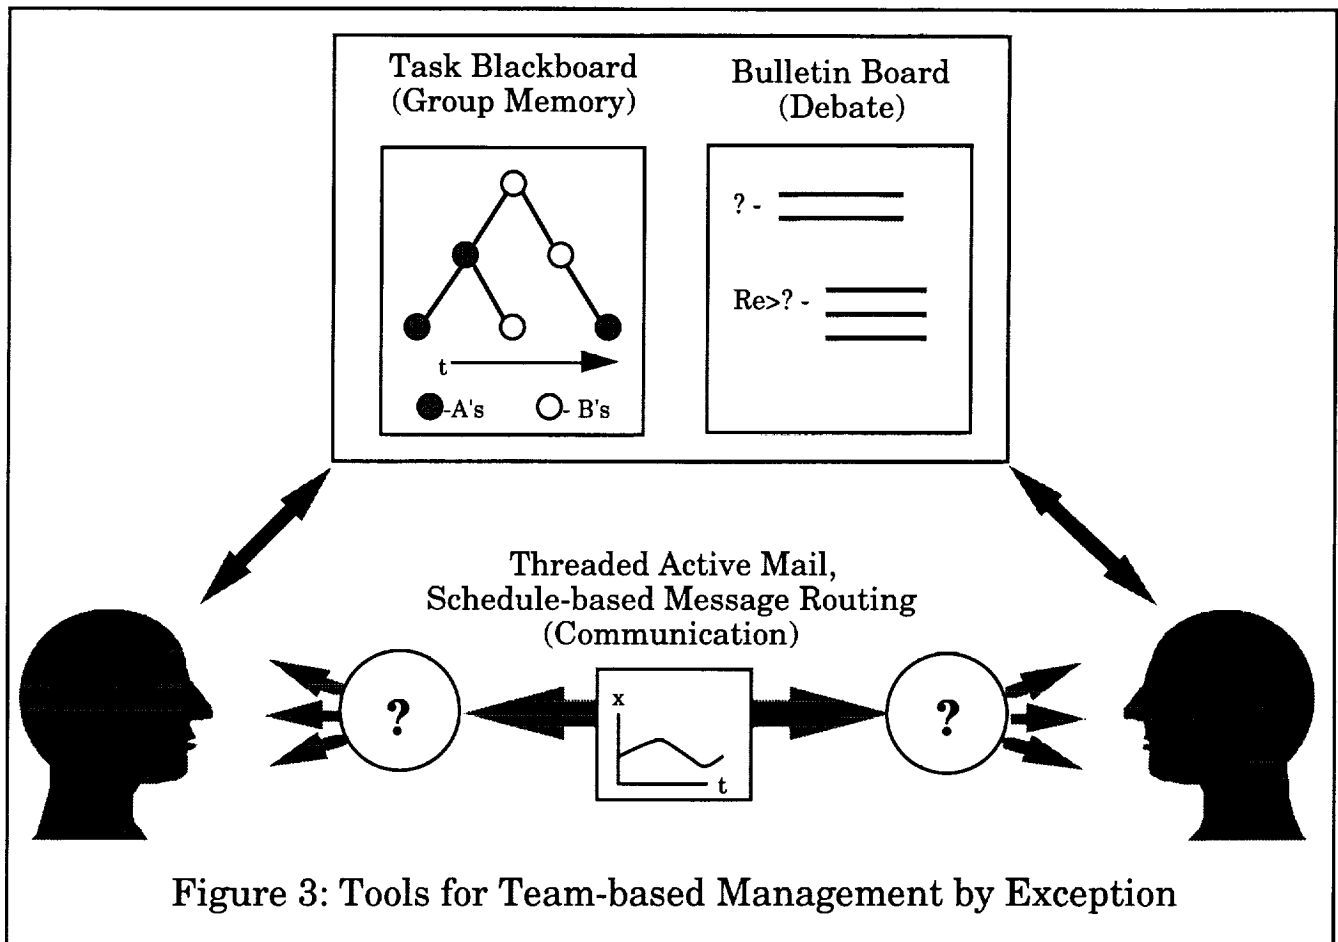 Task Blackboard
(Group Memory)
Bulletin Board
(Debate)
? -
Re>? -
t
-A's
- B's
Threaded Active Mail,
Schedule-based Message Routing
(Communication)
?
x
t
?
Figure 3: Tools for Team-based Management by Exception